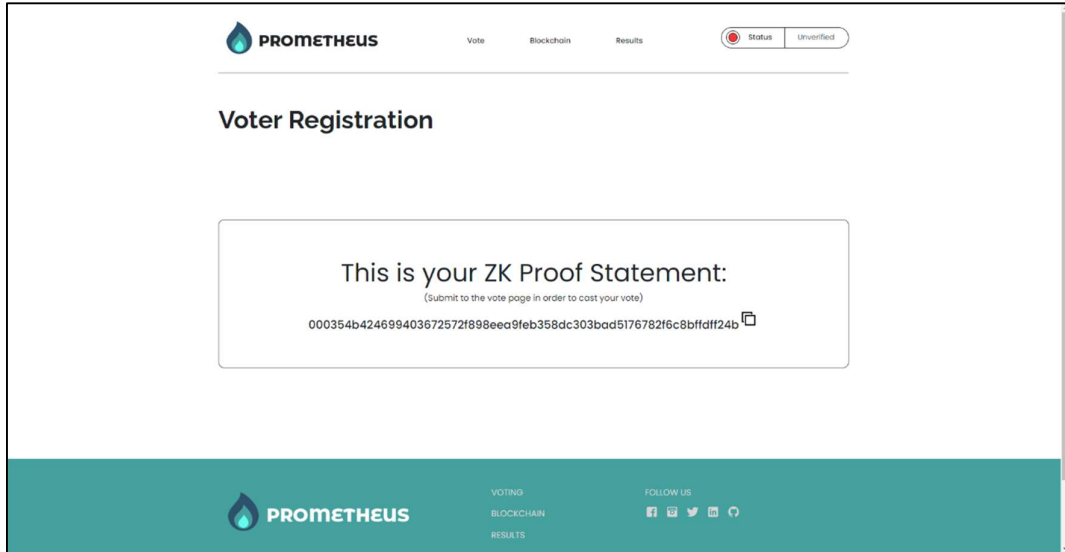 PROMETHEUS
Vote Blockchain Results
Status Unverified
Voter Registration
This is your ZK Proof Statement:
(Submit to the vote page in order to cast your vote)
000354b424699403672572f898eea9feb358dc303bad5176782f6c8bffdff24b
PROMETHEUS
VOTING
BLOCKCHAIN
RESULTS
FOLLOW US